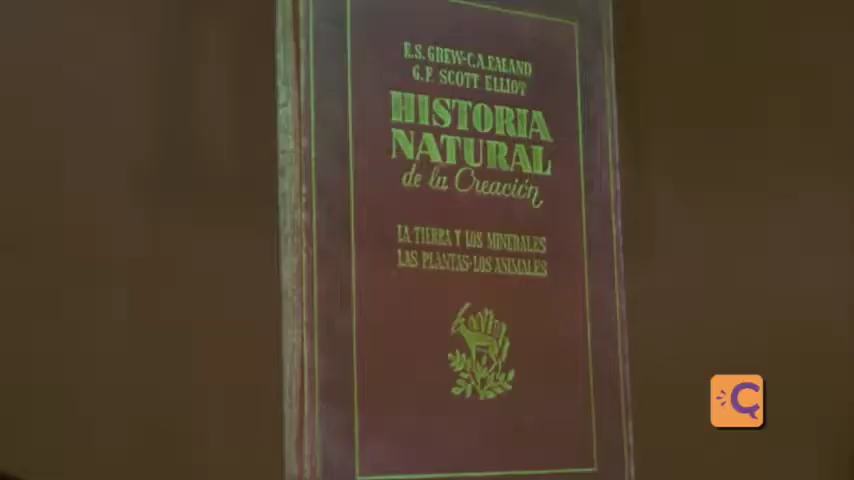 E.S. GREW-C.A. EALAND
G.F. SCOTT ELLIOT
HISTORIA
NATURAL
de la Creación
LA TIERRA Y LOS MINERALES
LAS PLANTAS-LOS ANIMALES